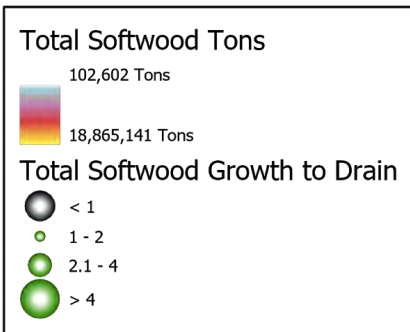 Total Softwood Tons
102,602 Tons
18,865,141 Tons
Total Softwood Growth to Drain
< 1
1 - 2
2.1 - 4
> 4